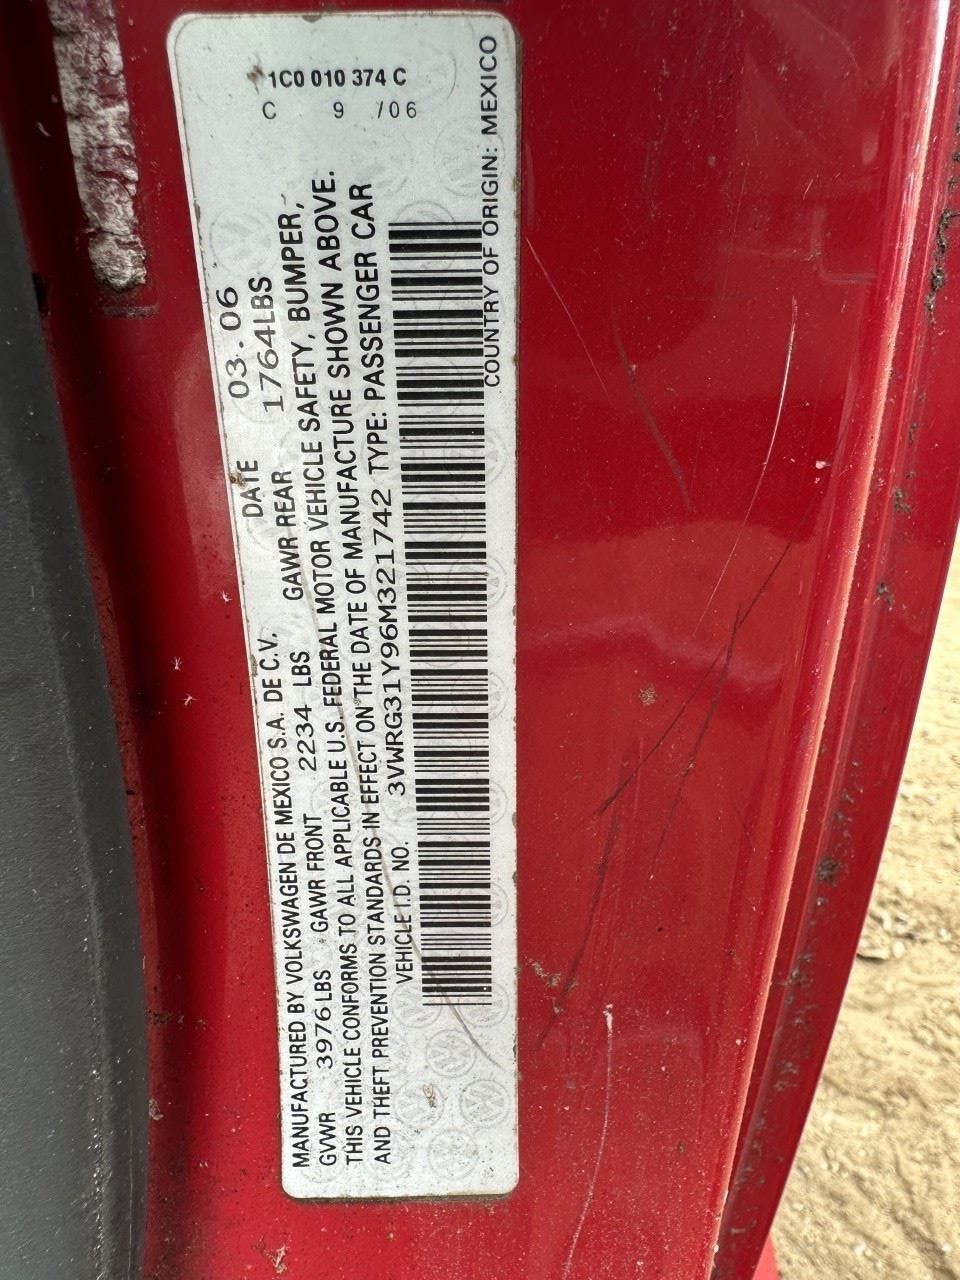 MANUFACTURED BY VOLKSWAGEN DE MEXICO S.A. DE C.V. DATE 03.06
GVWR 3976LBS GAWR FRONT 2234 LBS GAWR REAR 1764LBS
THIS VEHICLE CONFORMS TO ALL APPLICABLE U.S. FEDERAL MOTOR VEHICLE SAFETY, BUMPER,
AND THEFT PREVENTION STANDARDS IN EFFECT ON THE DATE OF MANUFACTURE SHOWN ABOVE.
VEHICLE I.D. NO. 3VWRG31Y96M321742 TYPE: PASSENGER CAR
COUNTRY OF ORIGIN: MEXICO
1C0 010 374 C
C 9 /06